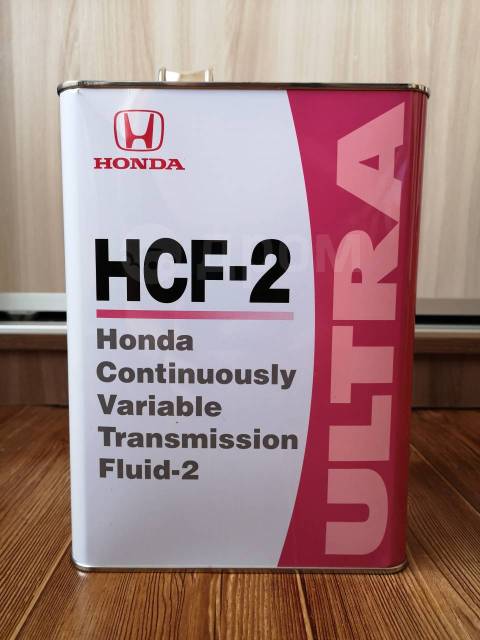 HONDA
HCF-2
Honda
Continuously
Variable
Transmission
Fluid-2
ULTRA